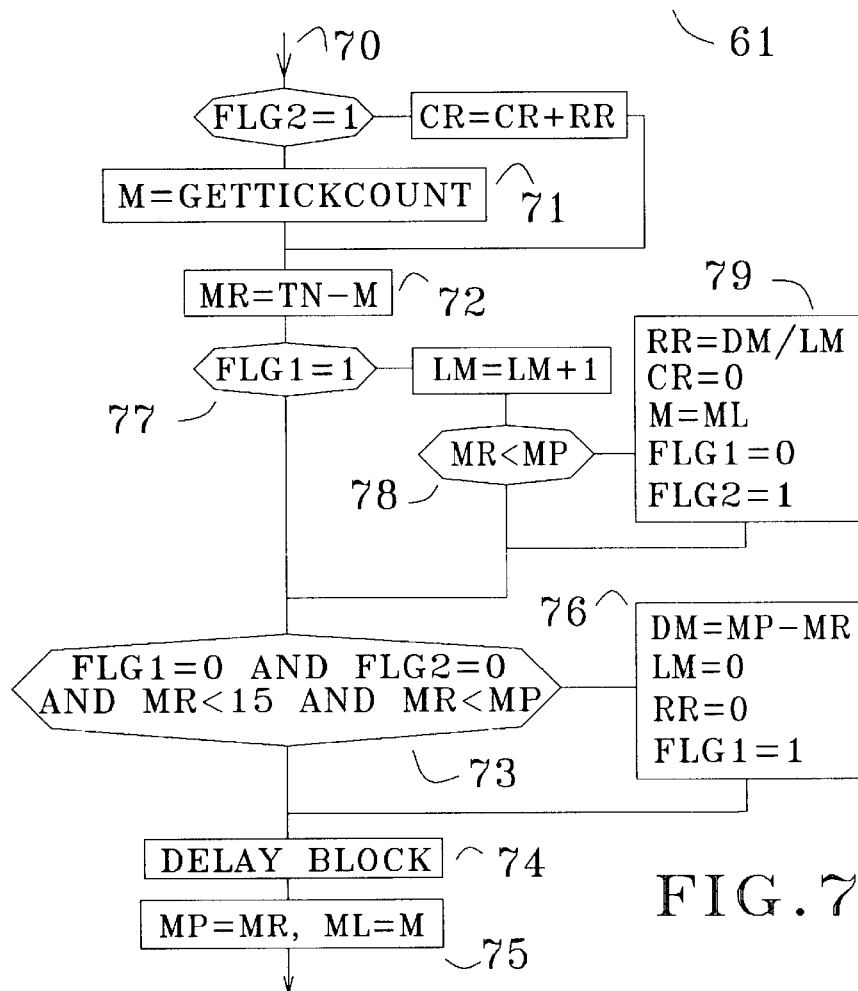 70
61
FLG2=1
CR=CR+RR
M=GETTICKCOUNT
71
MR=TN-M
72
79
FLG1=1
LM=LM+1
77
MR<MP
78
RR=DM/LM
CR=0
M=ML
FLG1=0
FLG2=1
76
FLG1=0 AND FLG2=0
AND MR<15 AND MR<MP
73
DM=MP-MR
LM=0
RR=0
FLG1=1
DELAY BLOCK
74
MP=MR, ML=M
75
FIG.7